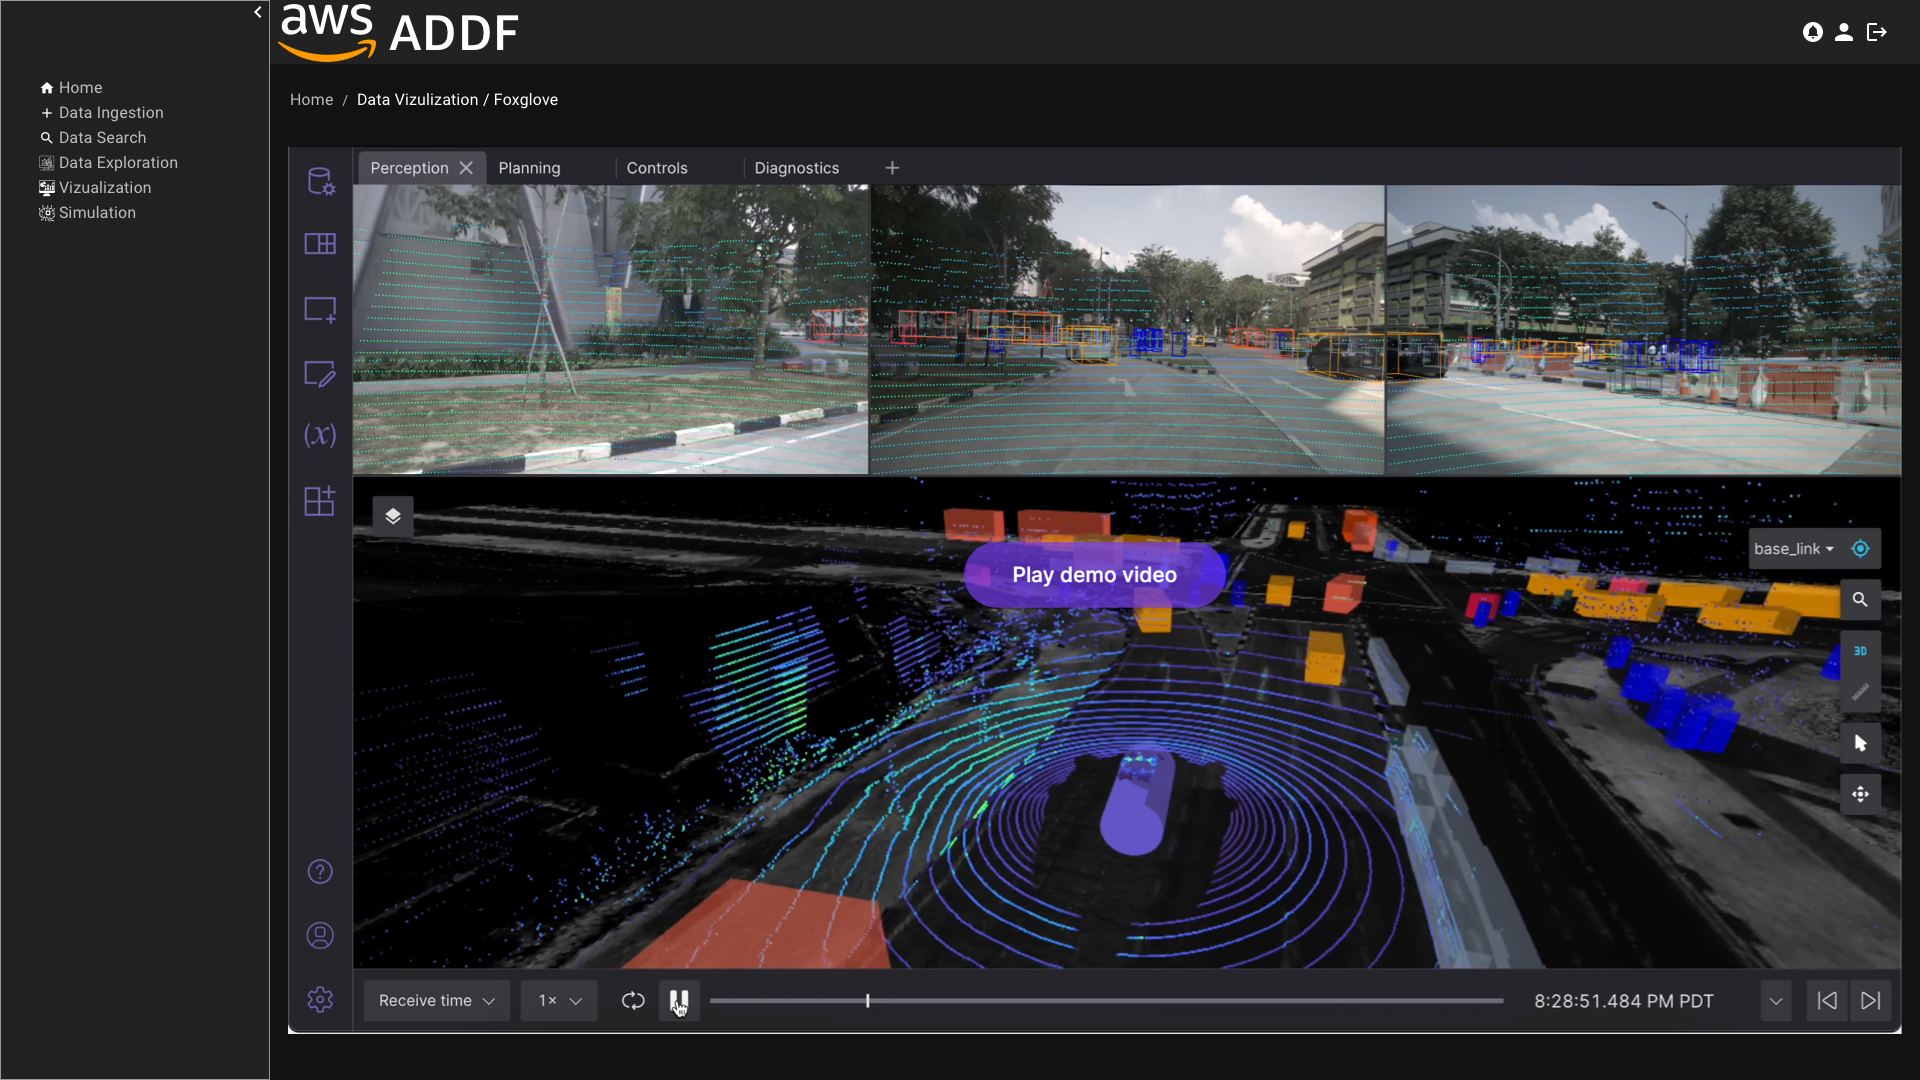 aws ADDF
Home
Data Ingestion
Data Search
Data Exploration
Vizualization
Simulation
Home / Data Vizulization / Foxglove
Perception
Planning
Controls
Diagnostics
(x)
base_link
Play demo video
3D
Receive time
1×
8:28:51.484 PM PDT